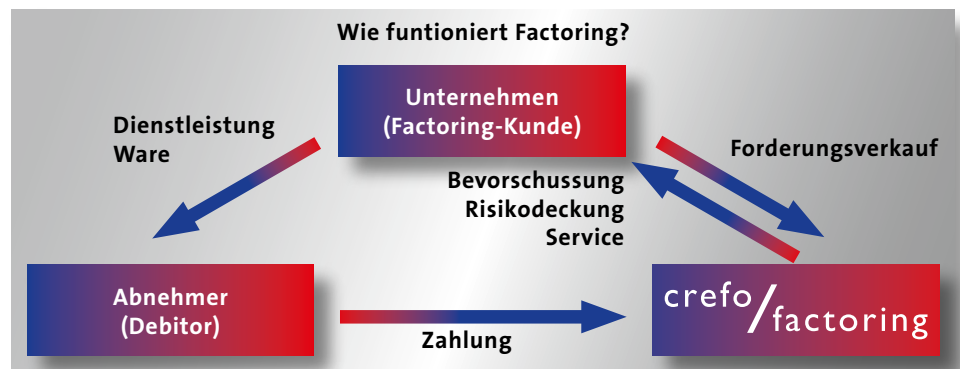 Wie funtioniert Factoring?
Unternehmen
(Factoring-Kunde)
Dienstleistung
Ware
Forderungsverkauf
Bevorschussung
Risikodeckung
Service
Abnehmer
(Debitor)
Zahlung
crefo/factoring